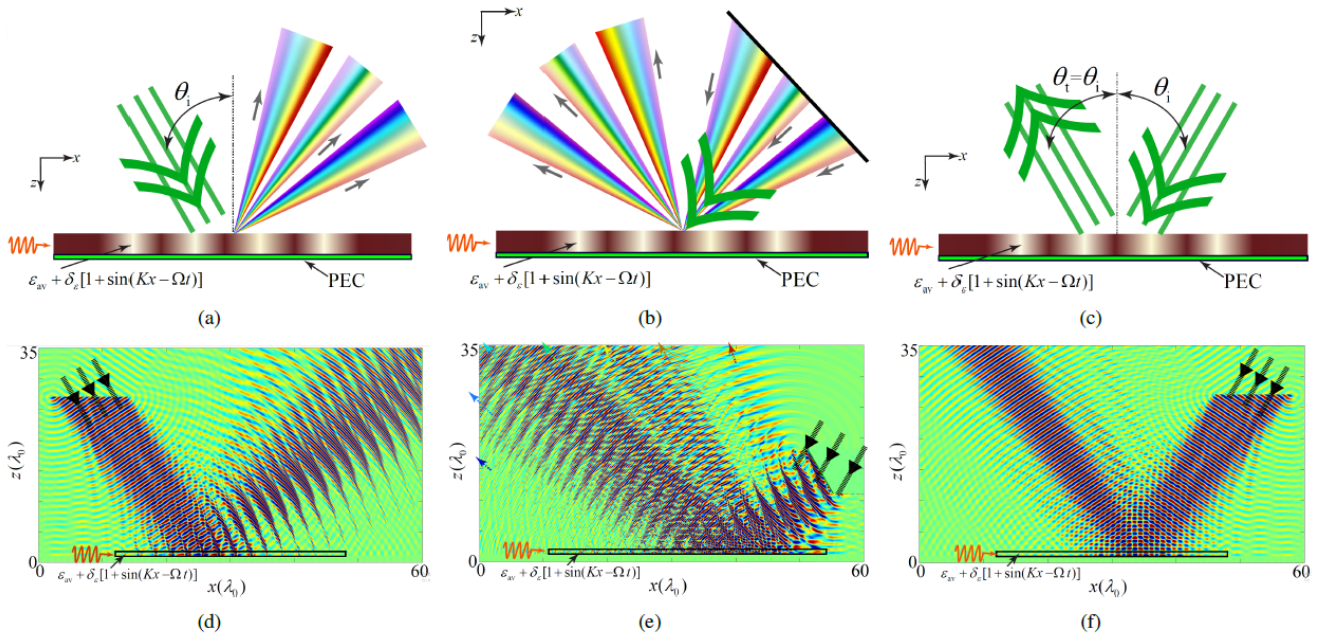 x
z
θi
εav + δε[1+sin(Kx−Ωt)]
PEC
(a)
x
z
εav + δε[1+sin(Kx−Ωt)]
PEC
(b)
θt=θi
θi
x
z
εav + δε[1+sin(Kx−Ωt)]
PEC
(c)
35
z(λ0)
0
0
εav + δε[1+sin(Kx−Ωt)]
x(λ0)
60
(d)
35
z(λ0)
0
0
εav + δε[1+sin(Kx−Ωt)]
x(λ0)
60
(e)
35
z(λ0)
0
0
εav + δε[1+sin(Kx−Ωt)]
x(λ0)
60
(f)